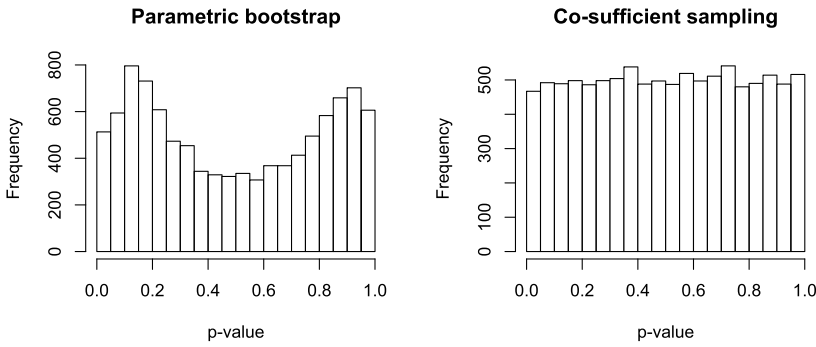 Parametric bootstrap
Frequency
0 200 400 600 800
0.0 0.2 0.4 0.6 0.8 1.0
p-value
Co-sufficient sampling
Frequency
0 100 300 500
0.0 0.2 0.4 0.6 0.8 1.0
p-value